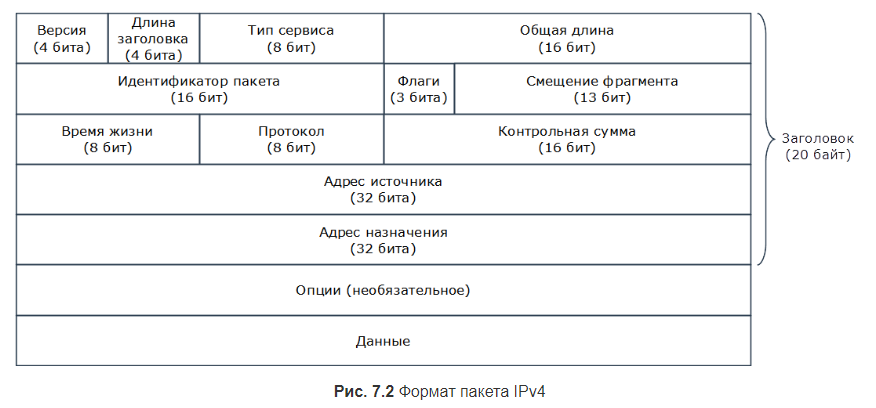 Версия
(4 бита)
Длина
заголовка
(4 бита)
Тип сервиса
(8 бит)
Общая длина
(16 бит)
Идентификатор пакета
(16 бит)
Флаги
(3 бита)
Смещение фрагмента
(13 бит)
Время жизни
(8 бит)
Протокол
(8 бит)
Контрольная сумма
(16 бит)
Заголовок
(20 байт)
Адрес источника
(32 бита)
Адрес назначения
(32 бита)
Опции (необязательное)
Данные
Рис. 7.2 Формат пакета IPv4